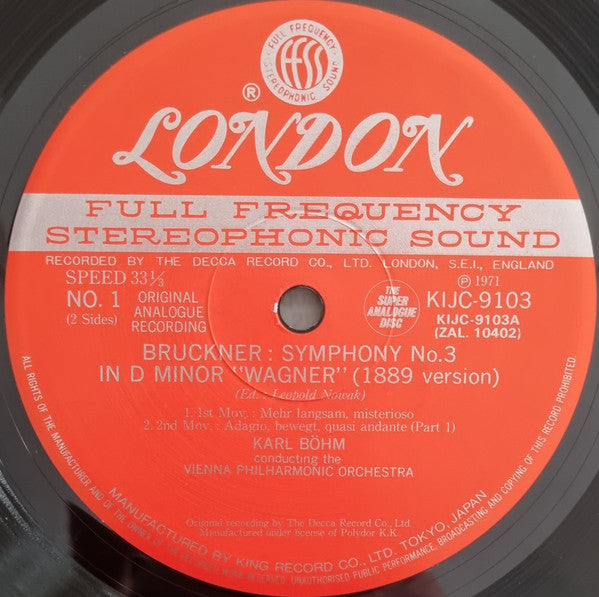 FULL FREQUENCY
FFSS
STEREOPHONIC SOUND
®
LONDON
FULL FREQUENCY
STEREOPHONIC SOUND
RECORDED BY THE DECCA RECORD CO., LTD. LONDON, S.E.I., ENGLAND
SPEED 33⅓
NO. 1
(2 Sides)
ORIGINAL
ANALOGUE
RECORDING
THE
SUPER
ANALOGUE
DISC
℗ 1971
KIJC-9103
KIJC-9103A
(ZAL. 10402)
BRUCKNER: SYMPHONY No.3
IN D MINOR "WAGNER" (1889 version)
(Ed.: Leopold Nowak)
1. 1st Mov.: Mehr langsam, misterioso
2. 2nd Mov.: Adagio, bewegt, quasi andante (Part 1)
KARL BÖHM
conducting the
VIENNA PHILHARMONIC ORCHESTRA
Original recording by The Decca Record Co., Ltd.
Manufactured under license of Polydor K.K.
MANUFACTURED BY KING RECORD CO., LTD. TOKYO, JAPAN
ALL RIGHTS OF THE MANUFACTURER AND OF THE OWNER OF THE RECORDED WORK RESERVED. UNAUTHORISED PUBLIC PERFORMANCE, BROADCASTING AND COPYING OF THIS RECORD PROHIBITED.